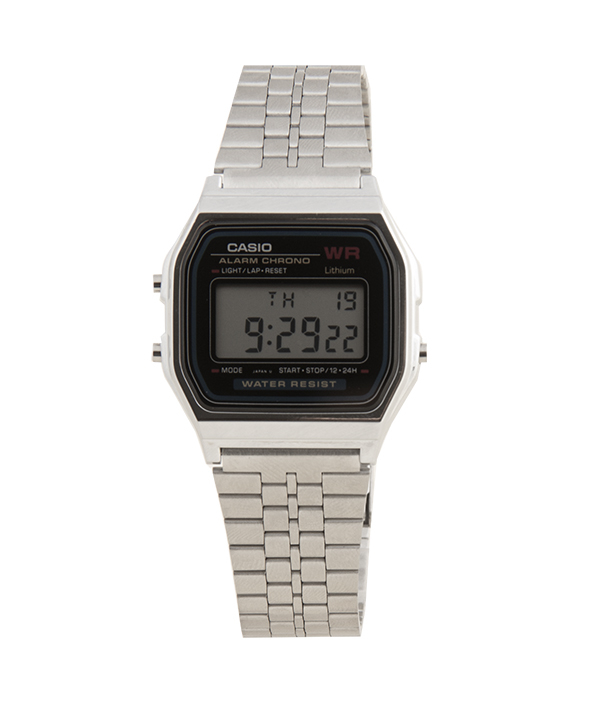 CASIO WR
ALARM CHRONO
LIGHT/LAP•RESET Lithium
TH 19
9:29 22
MODE JAPAN U START•STOP/12•24H
WATER RESIST